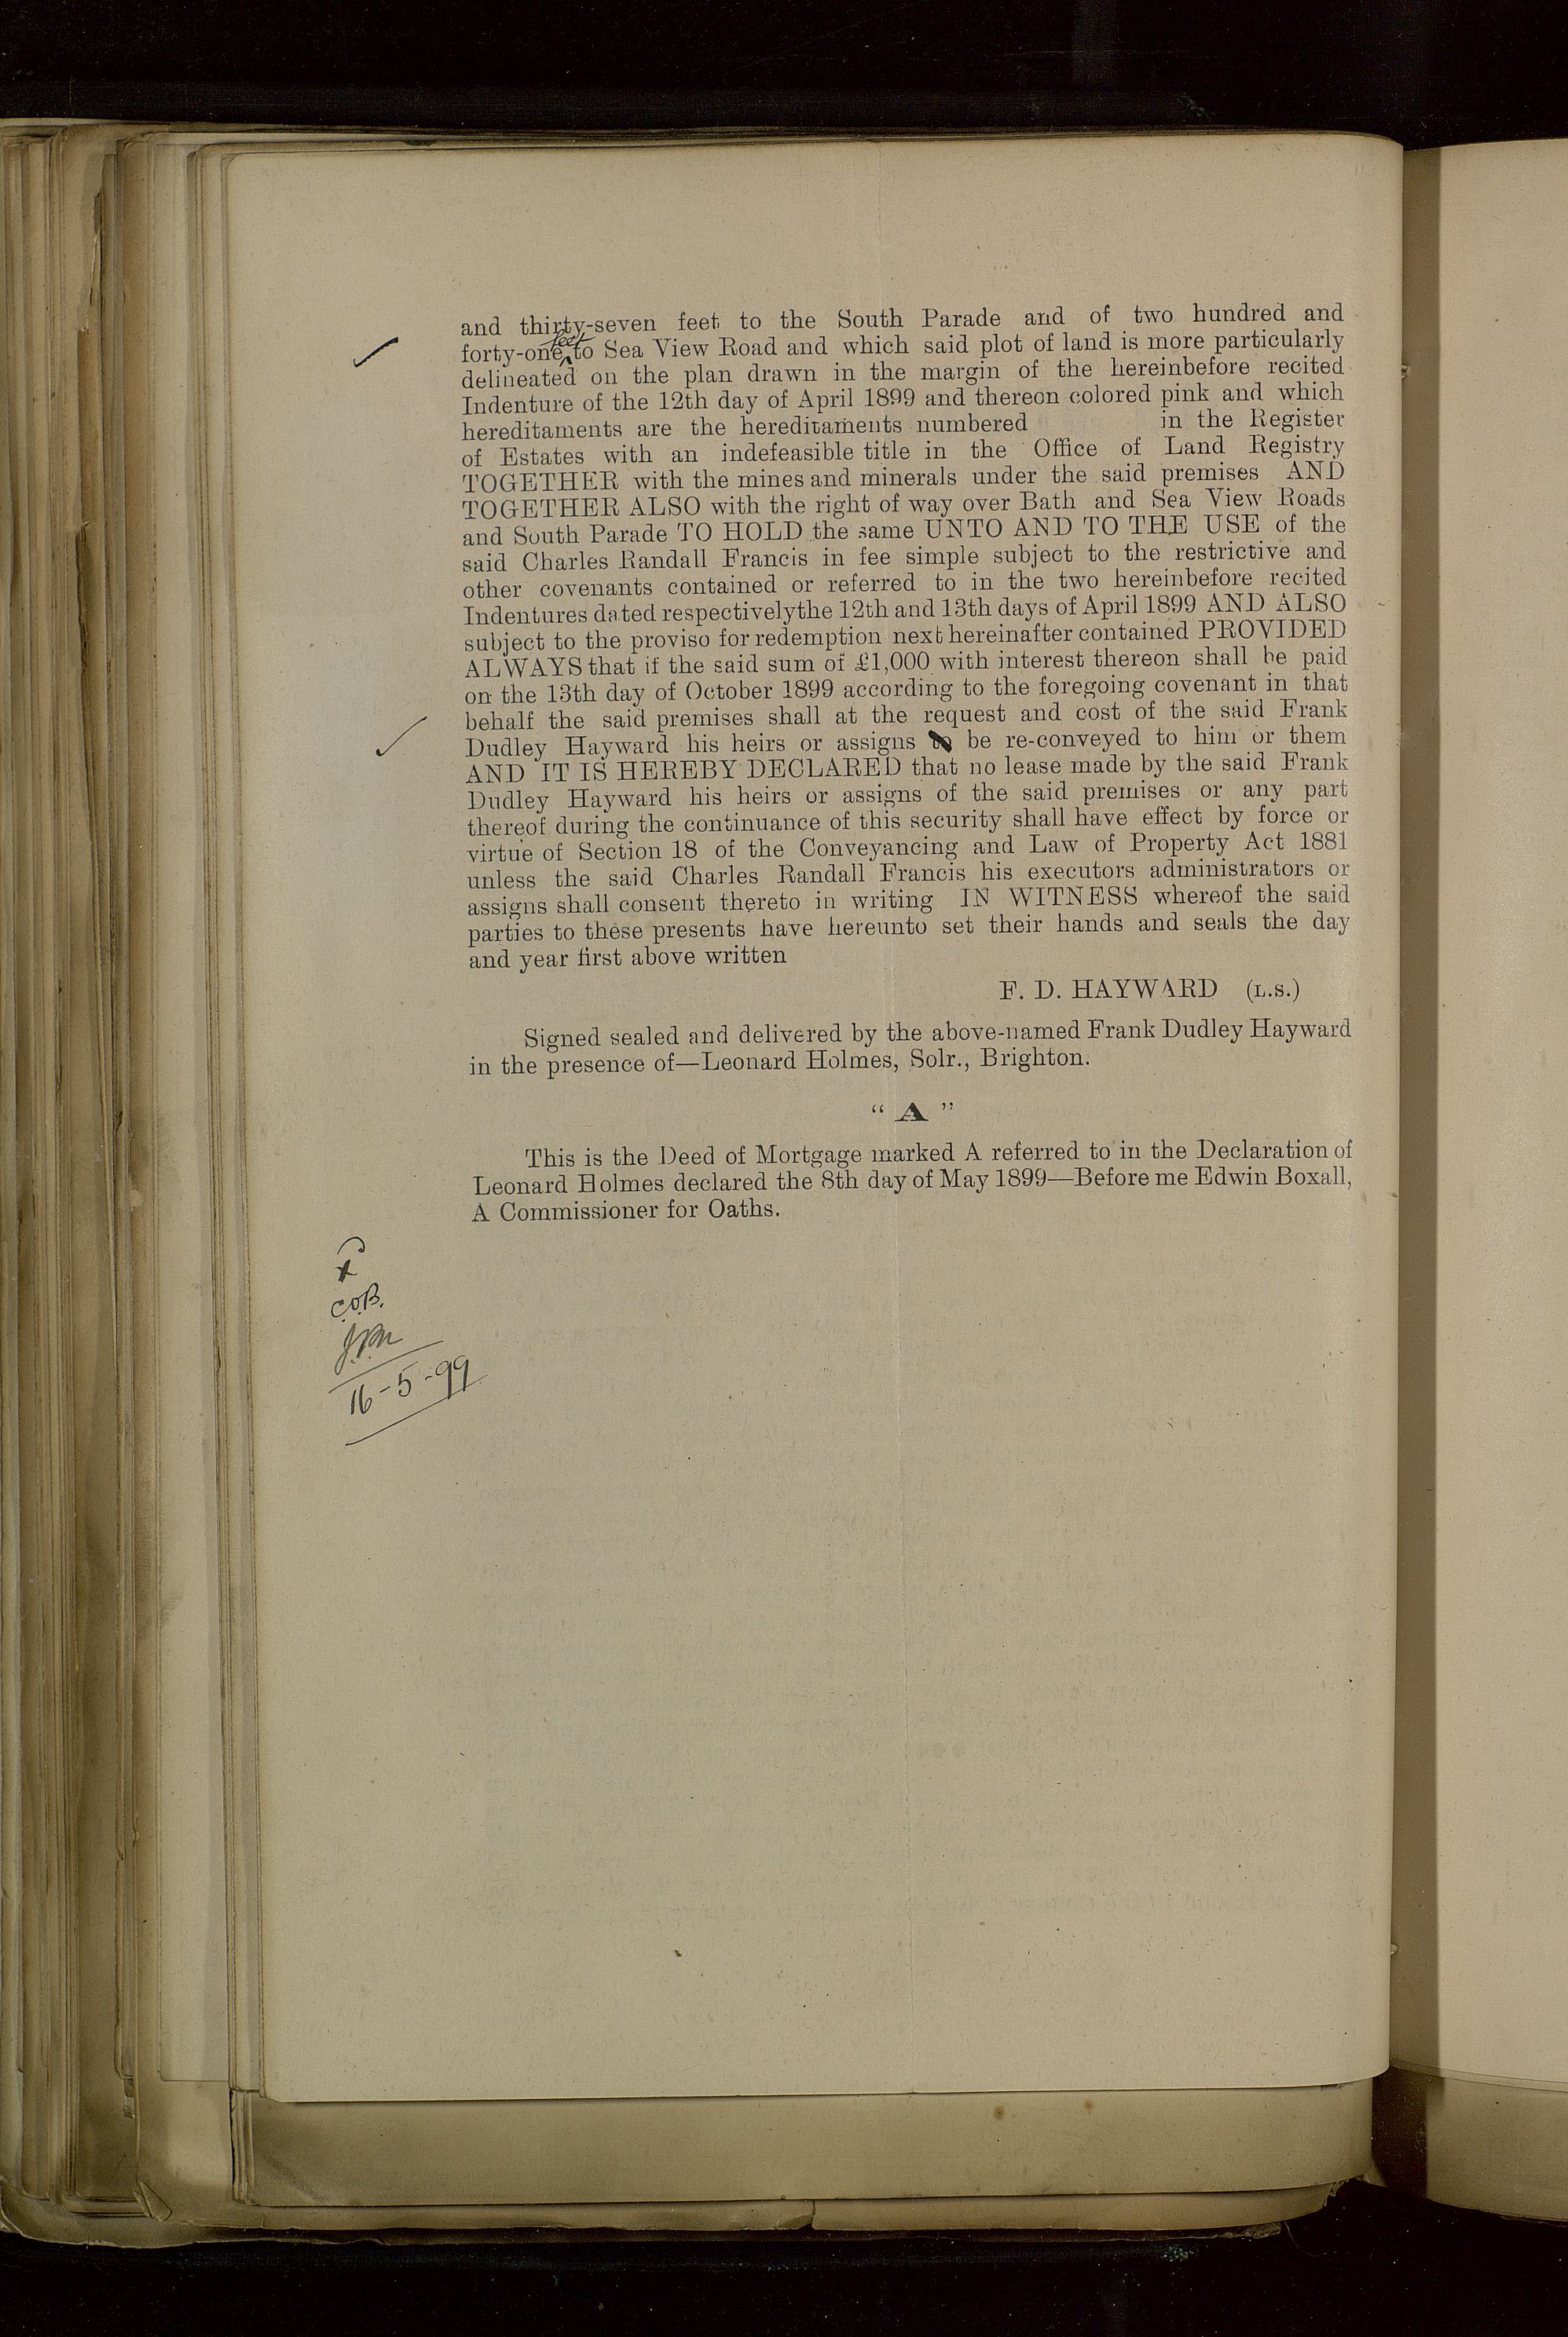 and thirty-seven feet to the South Parade and of two hundred and
feet
forty-one to Sea View Road and which said plot of land is more particularly
delineated on the plan drawn in the margin of the hereinbefore recited
Indenture of the 12th day of April 1899 and thereon colored pink and which
hereditaments are the hereditaments numbered in the Register
of Estates with an indefeasible title in the Office of Land Registry
TOGETHER with the mines and minerals under the said premises AND
TOGETHER ALSO with the right of way over Bath and Sea View Roads
and South Parade TO HOLD the same UNTO AND TO THE USE of the
said Charles Randall Francis in fee simple subject to the restrictive and
other covenants contained or referred to in the two hereinbefore recited
Indentures dated respectivelythe 12th and 13th days of April 1899 AND ALSO
subject to the proviso for redemption next hereinafter contained PROVIDED
ALWAYS that if the said sum of £1,000 with interest thereon shall be paid
on the 13th day of October 1899 according to the foregoing covenant in that
behalf the said premises shall at the request and cost of the said Frank
Dudley Hayward his heirs or assigns be re-conveyed to him or them
AND IT IS HEREBY DECLARED that no lease made by the said Frank
Dudley Hayward his heirs or assigns of the said premises or any part
thereof during the continuance of this security shall have effect by force or
virtue of Section 18 of the Conveyancing and Law of Property Act 1881
unless the said Charles Randall Francis his executors administrators or
assigns shall consent thereto in writing IN WITNESS whereof the said
parties to these presents have hereunto set their hands and seals the day
and year first above written
F. D. HAYWARD (L.S.)
Signed sealed and delivered by the above-named Frank Dudley Hayward
in the presence of—Leonard Holmes, Solr., Brighton.
“ A ”
This is the Deed of Mortgage marked A referred to in the Declaration of
Leonard Holmes declared the 8th day of May 1899—Before me Edwin Boxall,
A Commissioner for Oaths.
x
C.O.B.
16-5-99